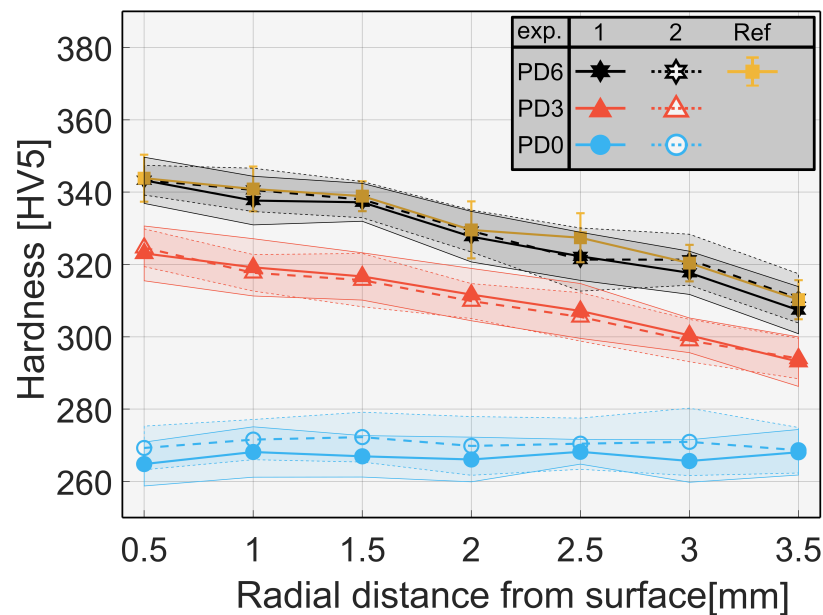 380
360
340
320
300
280
260
Hardness [HV5]
exp. 1 2 Ref
PD6
PD3
PD0
0.5 1 1.5 2 2.5 3 3.5
Radial distance from surface[mm]